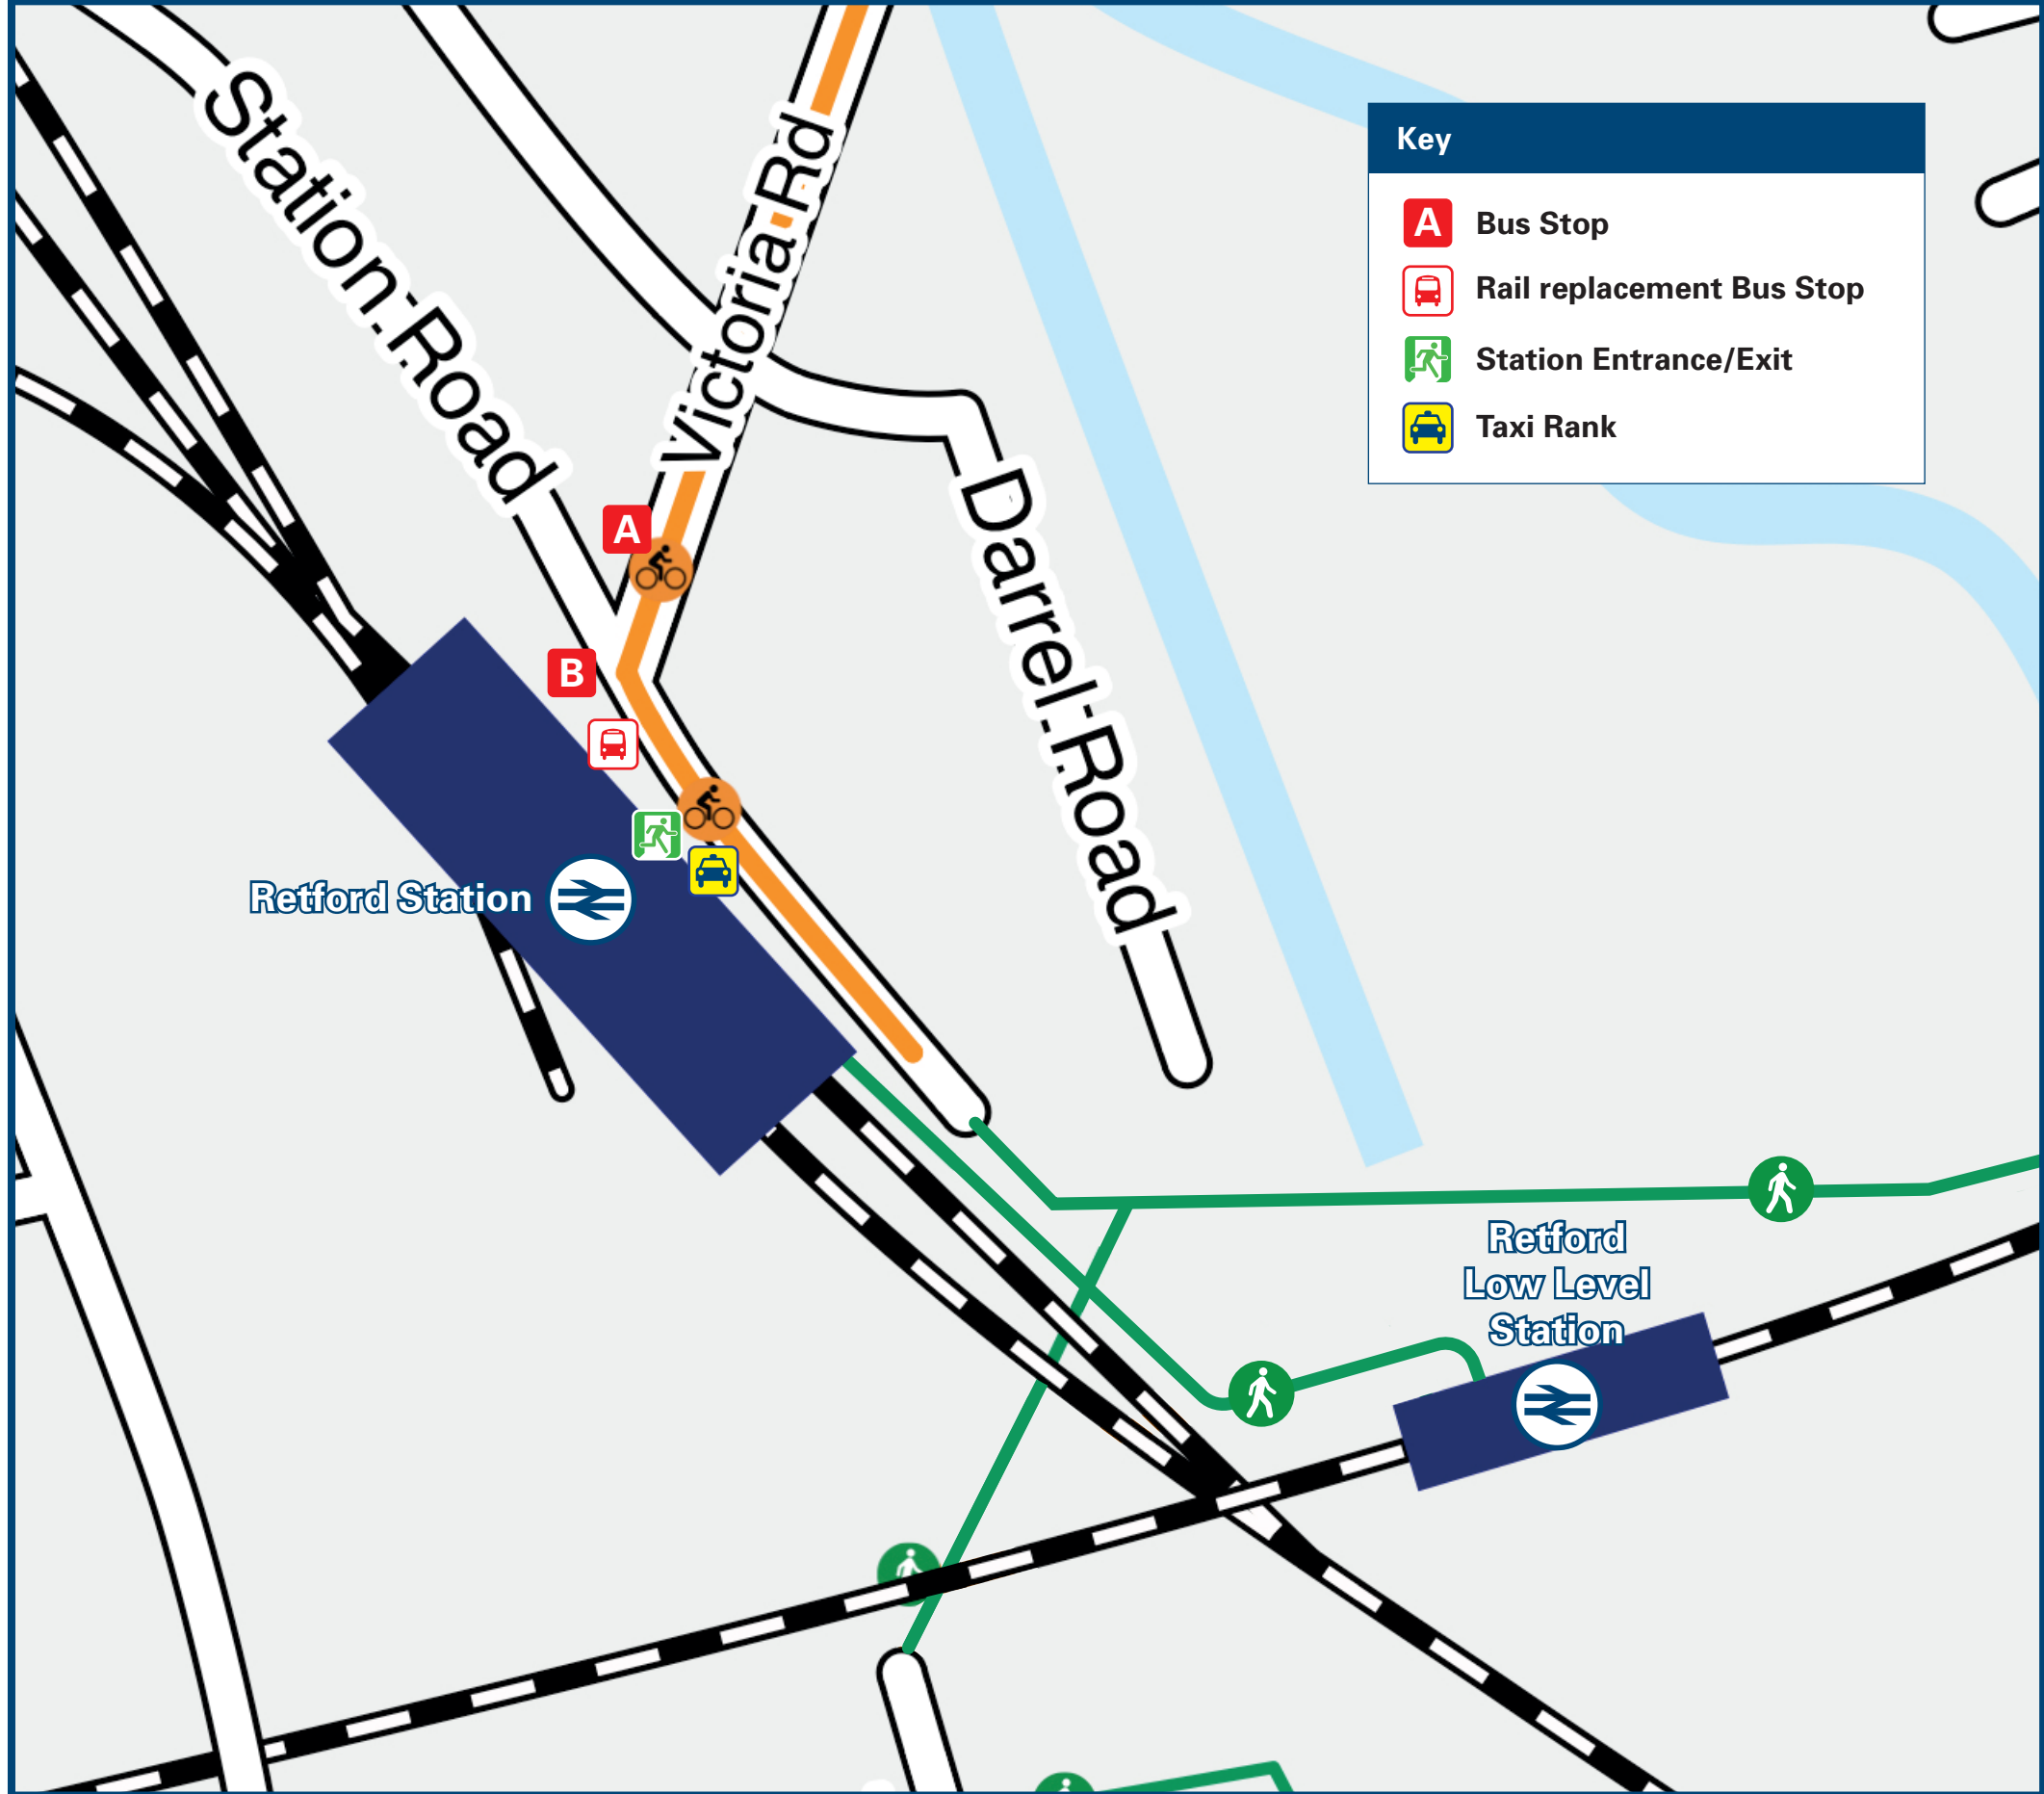 Station Road
Victoria Rd
Key
A Bus Stop
Rail replacement Bus Stop
Station Entrance/Exit
Taxi Rank
A
B
Darrel Road
Retford Station
Retford
Low Level
Station